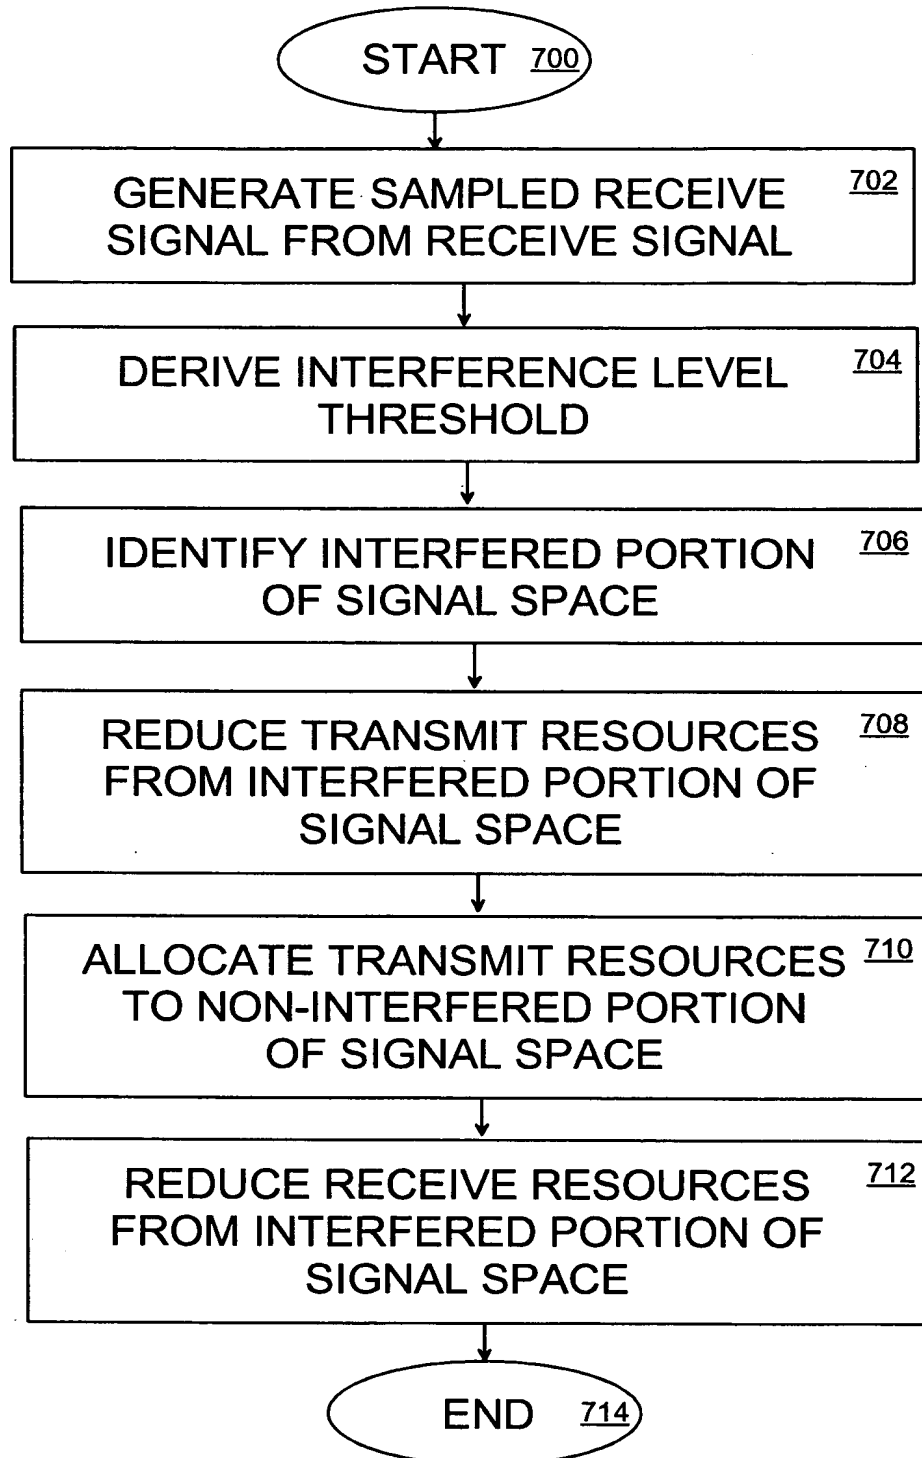 START 700
GENERATE SAMPLED RECEIVE 702
SIGNAL FROM RECEIVE SIGNAL
DERIVE INTERFERENCE LEVEL 704
THRESHOLD
IDENTIFY INTERFERED PORTION 706
OF SIGNAL SPACE
REDUCE TRANSMIT RESOURCES 708
FROM INTERFERED PORTION OF
SIGNAL SPACE
ALLOCATE TRANSMIT RESOURCES 710
TO NON-INTERFERED PORTION
OF SIGNAL SPACE
REDUCE RECEIVE RESOURCES 712
FROM INTERFERED PORTION OF
SIGNAL SPACE
END 714